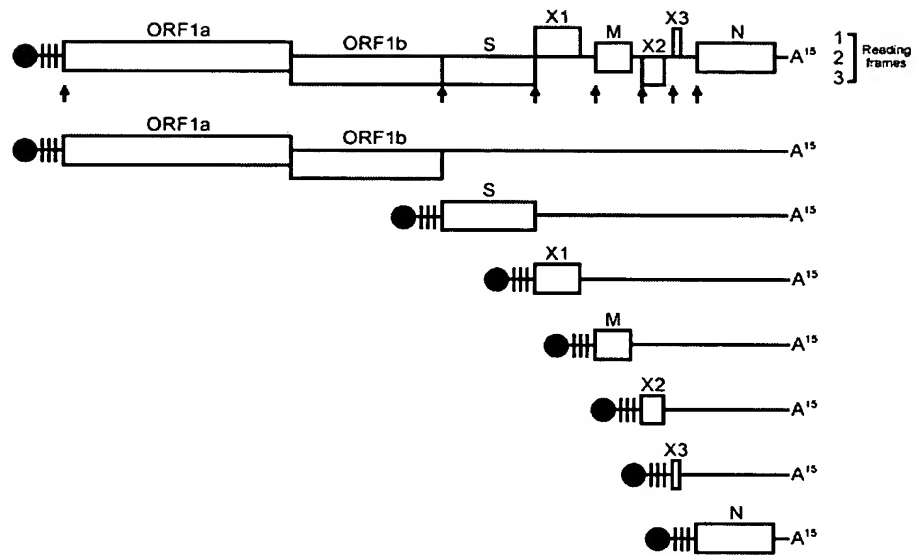 ORF1a
ORF1b
S
X1
M
X2
X3
N
A¹⁵
1
2
3
Reading
frames
ORF1a
ORF1b
A¹⁵
S
A¹⁵
X1
A¹⁵
M
A¹⁵
X2
A¹⁵
X3
A¹⁵
N
A¹⁵